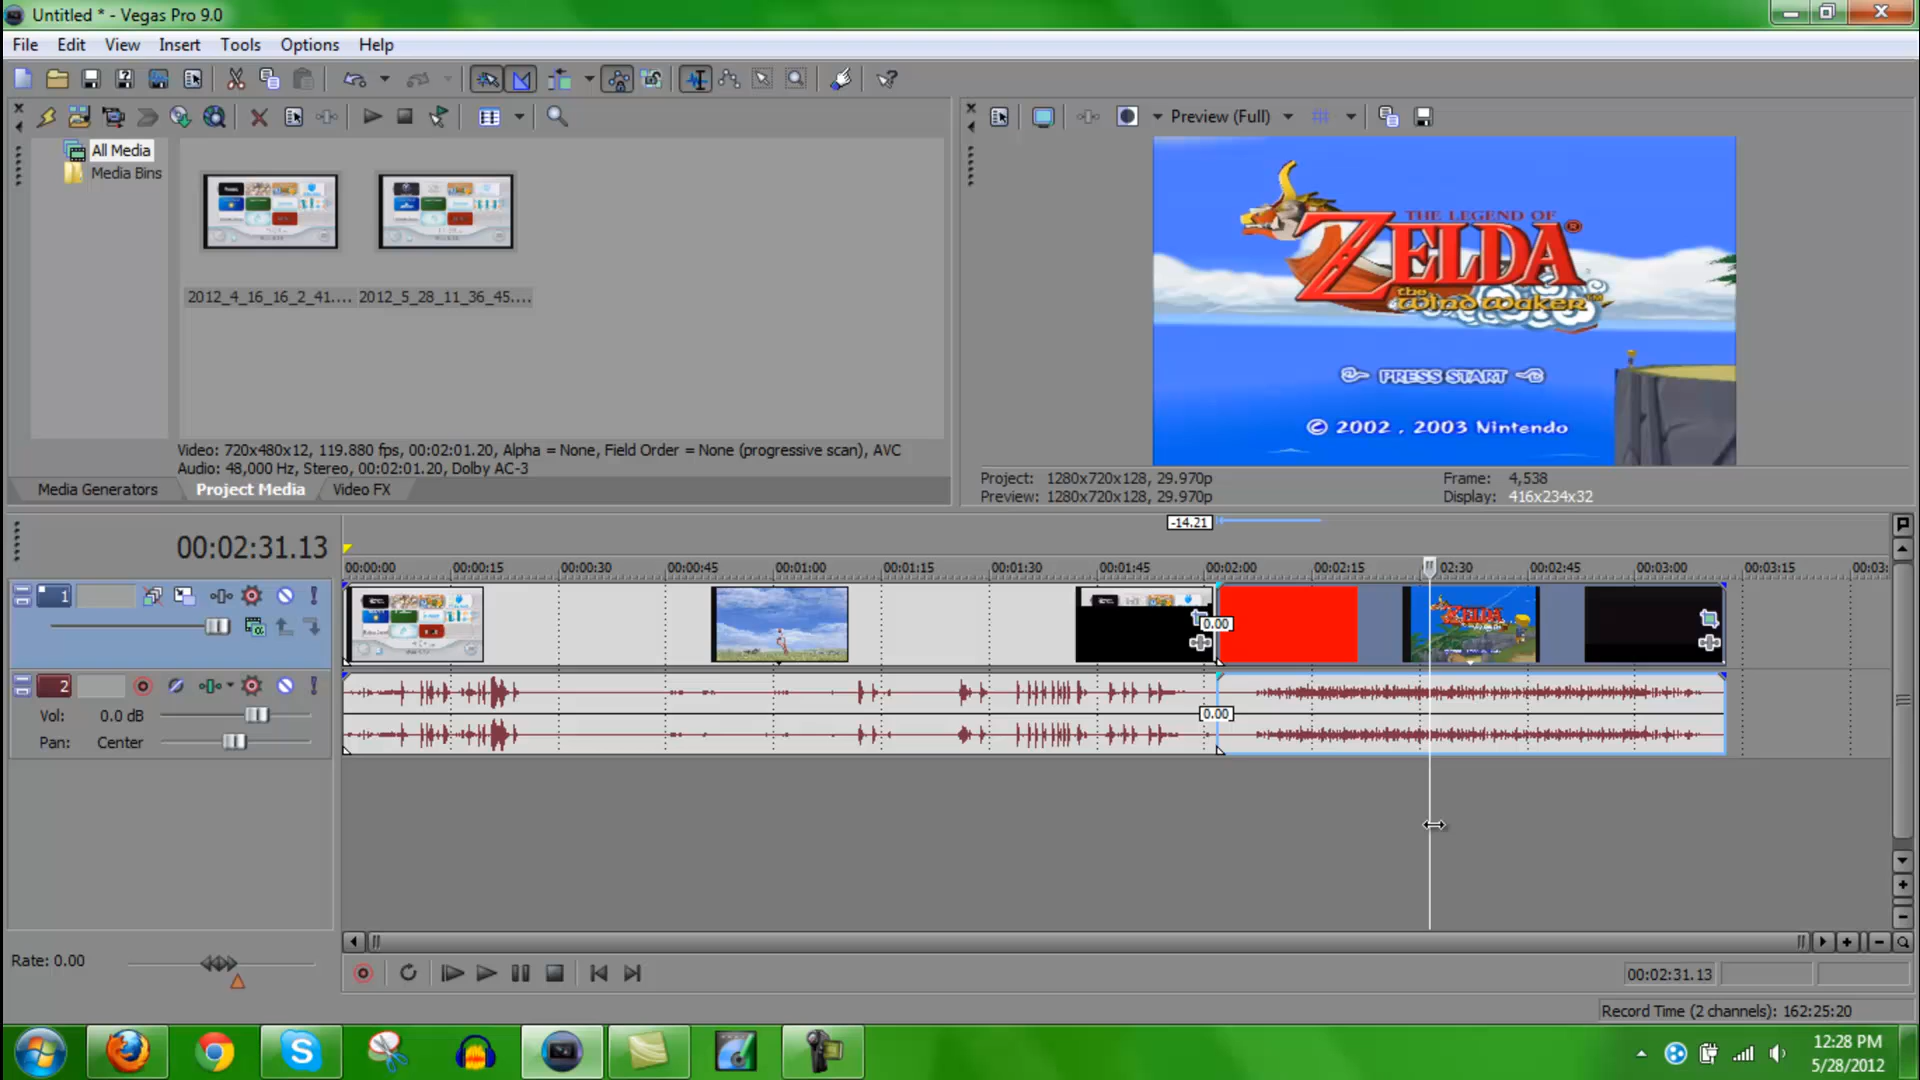 Untitled * - Vegas Pro 9.0
File Edit View Insert Tools Options Help
All Media
Media Bins
2012_4_16_16_2_41.... 2012_5_28_11_36_45....
Video: 720x480x12, 119.880 fps, 00:02:01.20, Alpha = None, Field Order = None (progressive scan), AVC
Audio: 48,000 Hz, Stereo, 00:02:01.20, Dolby AC-3
Media Generators Project Media Video FX
Preview (Full)
THE LEGEND OF
ZELDA®
the
Wind Waker™
PRESS START
© 2002 , 2003 Nintendo
Project: 1280x720x128, 29.970p Frame: 4,538
Preview: 1280x720x128, 29.970p Display: 416x234x32
-14.21
00:02:31.13
00:00:00 00:00:15 00:00:30 00:00:45 00:01:00 00:01:15 00:01:30 00:01:45 00:02:00 00:02:15 02:30 00:02:45 00:03:00 00:03:15 00:03:
1
0.00
ZELDA
2
Vol: 0.0 dB
0.00
Pan: Center
Rate: 0.00
00:02:31.13
Record Time (2 channels): 162:25:20
12:28 PM
5/28/2012